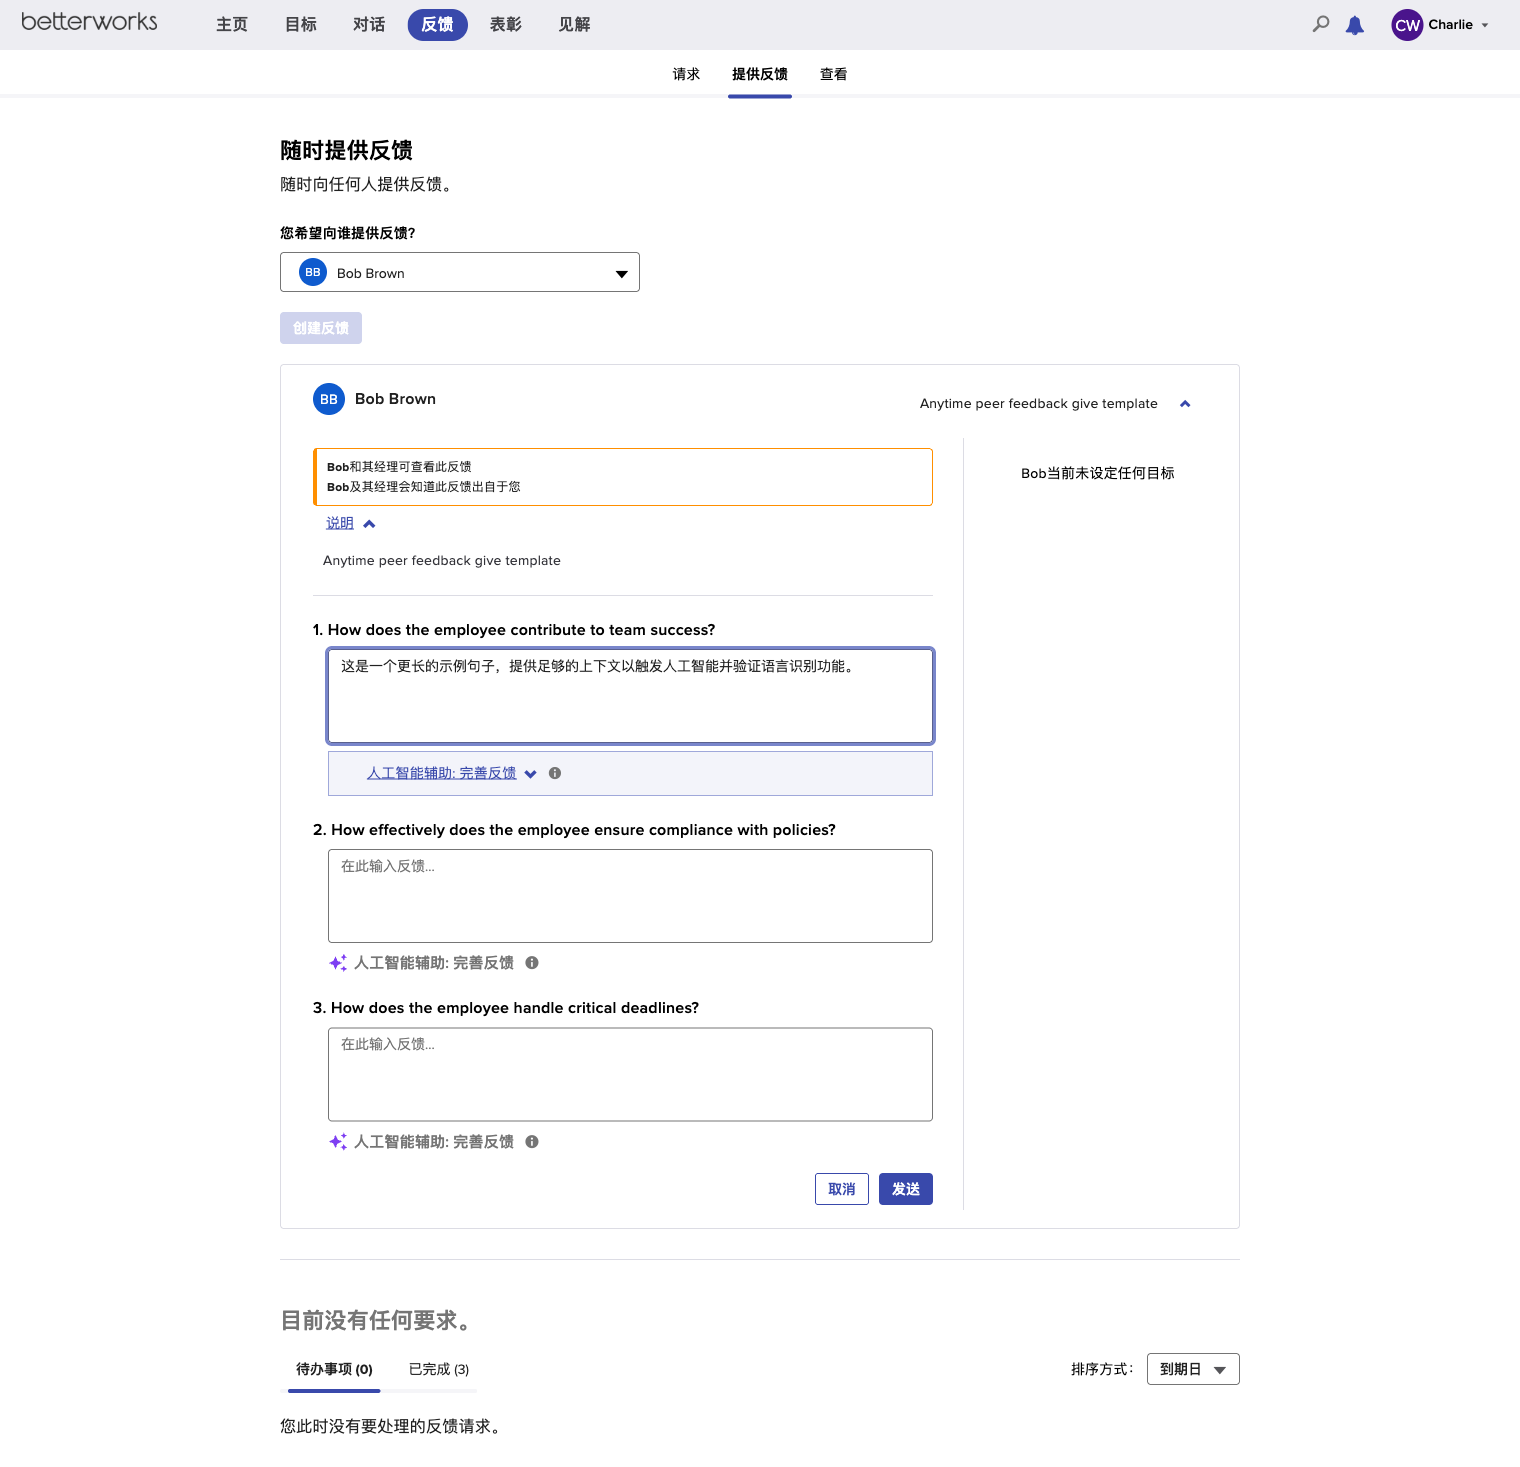 betterworks
主页 目标 对话 反馈 表彰 见解
CW Charlie
请求 提供反馈 查看
随时提供反馈
随时向任何人提供反馈。
您希望向谁提供反馈?
BB Bob Brown
创建反馈
BB Bob Brown
Anytime peer feedback give template
Bob和其经理可查看此反馈
Bob及其经理会知道此反馈出自于您
Bob当前未设定任何目标
说明
Anytime peer feedback give template
1. How does the employee contribute to team success?
这是一个更长的示例句子，提供足够的上下文以触发人工智能并验证语言识别功能。
人工智能辅助: 完善反馈
2. How effectively does the employee ensure compliance with policies?
在此输入反馈...
人工智能辅助: 完善反馈
3. How does the employee handle critical deadlines?
在此输入反馈...
人工智能辅助: 完善反馈
取消 发送
目前没有任何要求。
待办事项 (0) 已完成 (3)
排序方式： 到期日
您此时没有要处理的反馈请求。